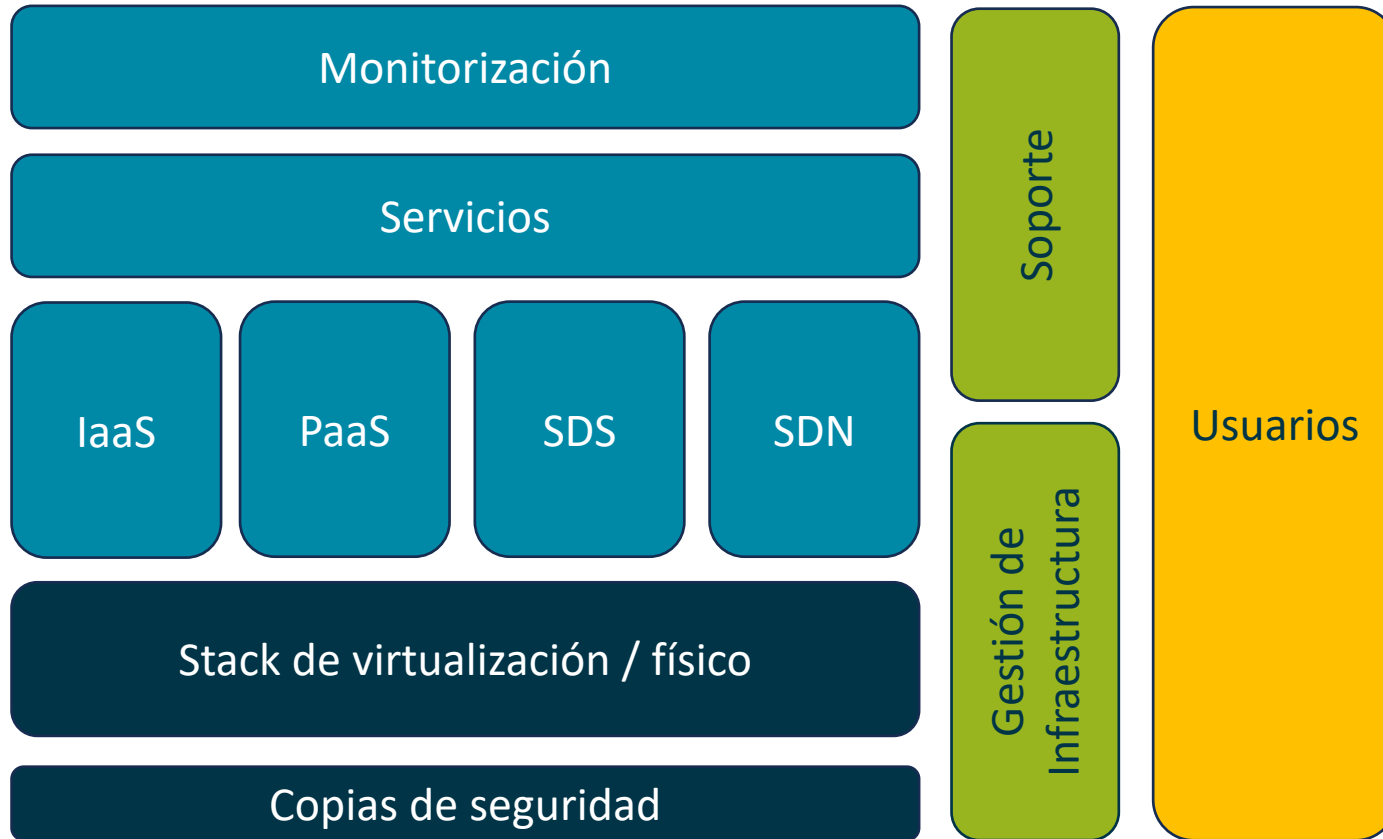 Monitorización
Servicios
IaaS
PaaS
SDS
SDN
Stack de virtualización / físico
Copias de seguridad
Soporte
Gestión de
Infraestructura
Usuarios